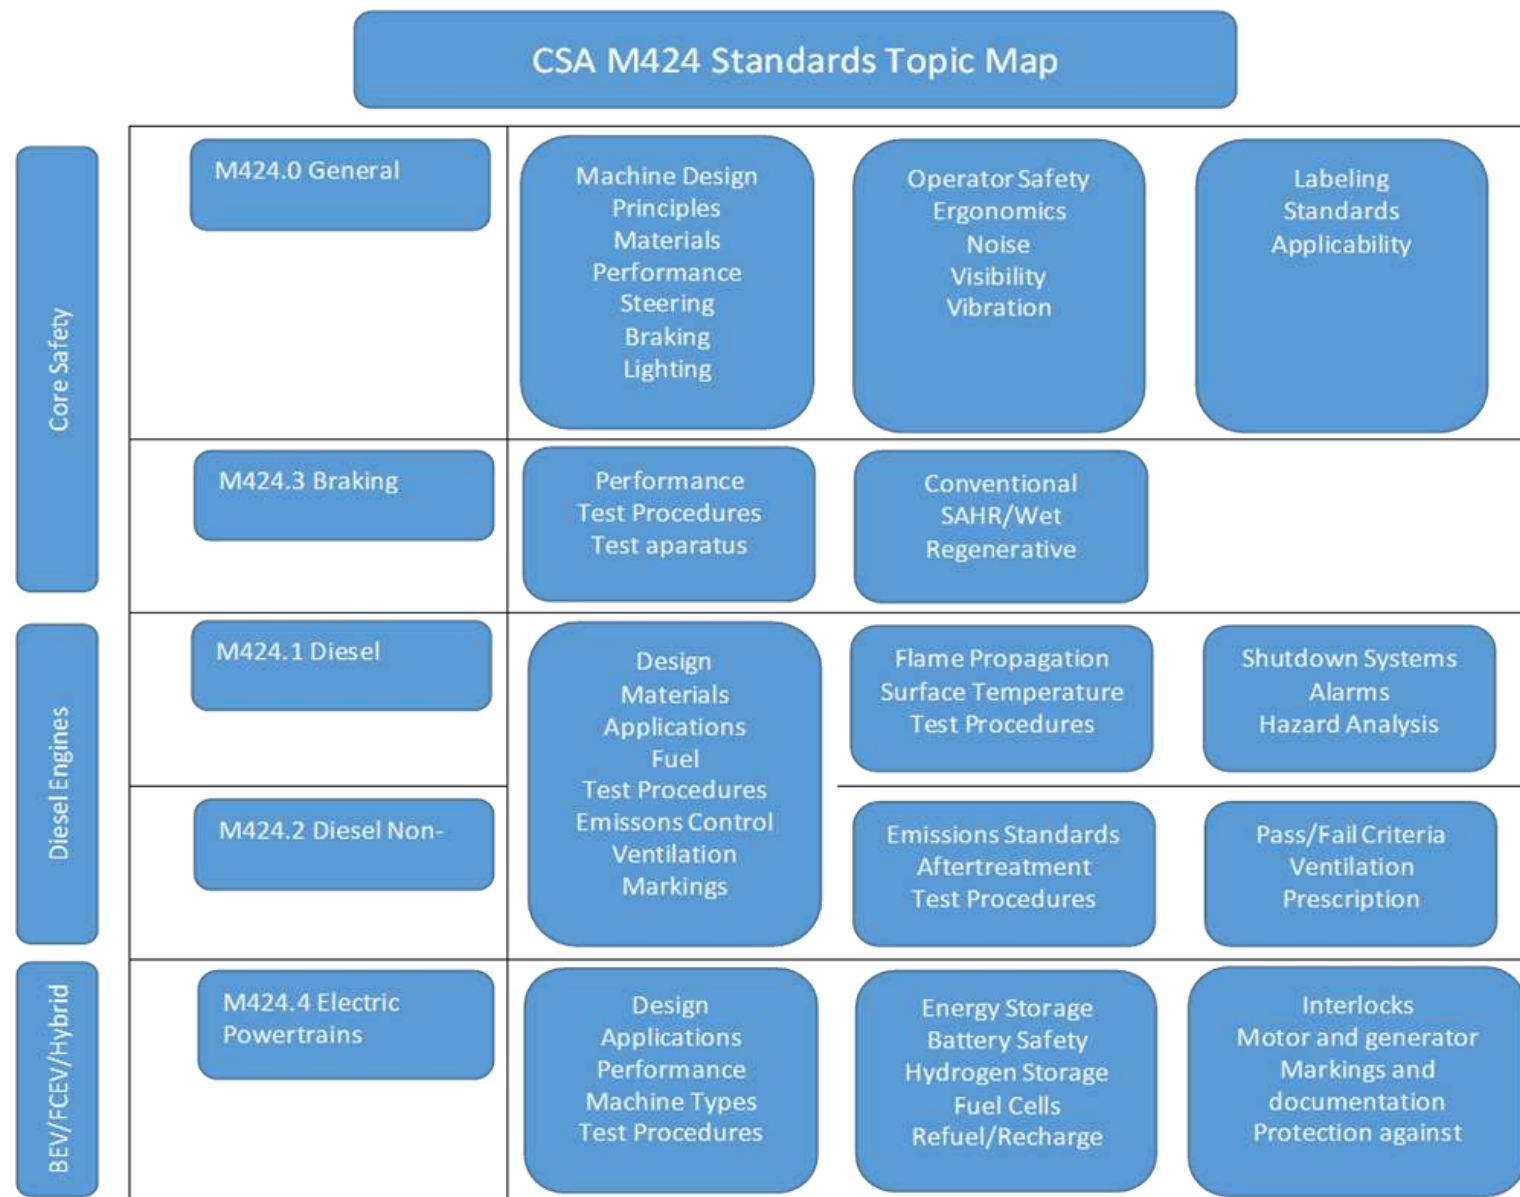 CSA M424 Standards Topic Map
Core Safety
M424.0 General
Machine Design
Principles
Materials
Performance
Steering
Braking
Lighting
Operator Safety
Ergonomics
Noise
Visibility
Vibration
Labeling
Standards
Applicability
M424.3 Braking
Performance
Test Procedures
Test aparatus
Conventional
SAHR/Wet
Regenerative
Diesel Engines
M424.1 Diesel
Design
Materials
Applications
Fuel
Test Procedures
Emissons Control
Ventilation
Markings
Flame Propagation
Surface Temperature
Test Procedures
Shutdown Systems
Alarms
Hazard Analysis
M424.2 Diesel Non-
Emissions Standards
Aftertreatment
Test Procedures
Pass/Fail Criteria
Ventilation
Prescription
BEV/FCEV/Hybrid
M424.4 Electric
Powertrains
Design
Applications
Performance
Machine Types
Test Procedures
Energy Storage
Battery Safety
Hydrogen Storage
Fuel Cells
Refuel/Recharge
Interlocks
Motor and generator
Markings and
documentation
Protection against